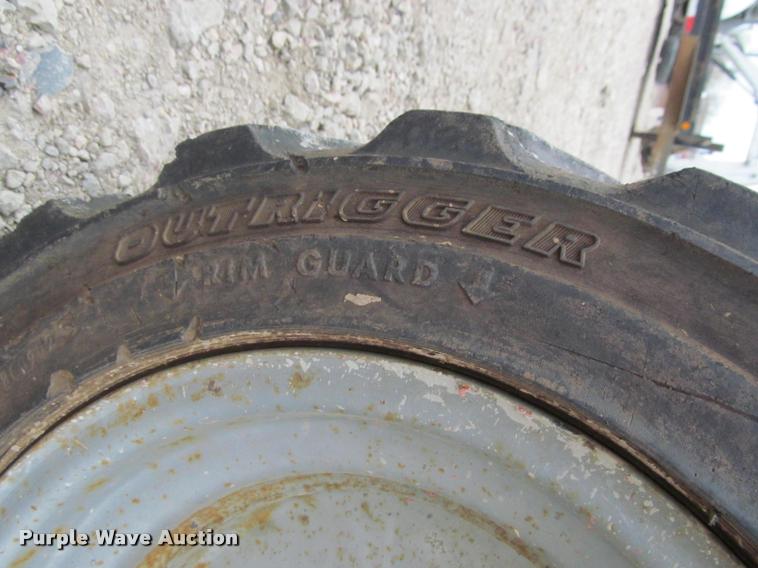 OUTRIGGER
RIM GUARD
Purple Wave Auction